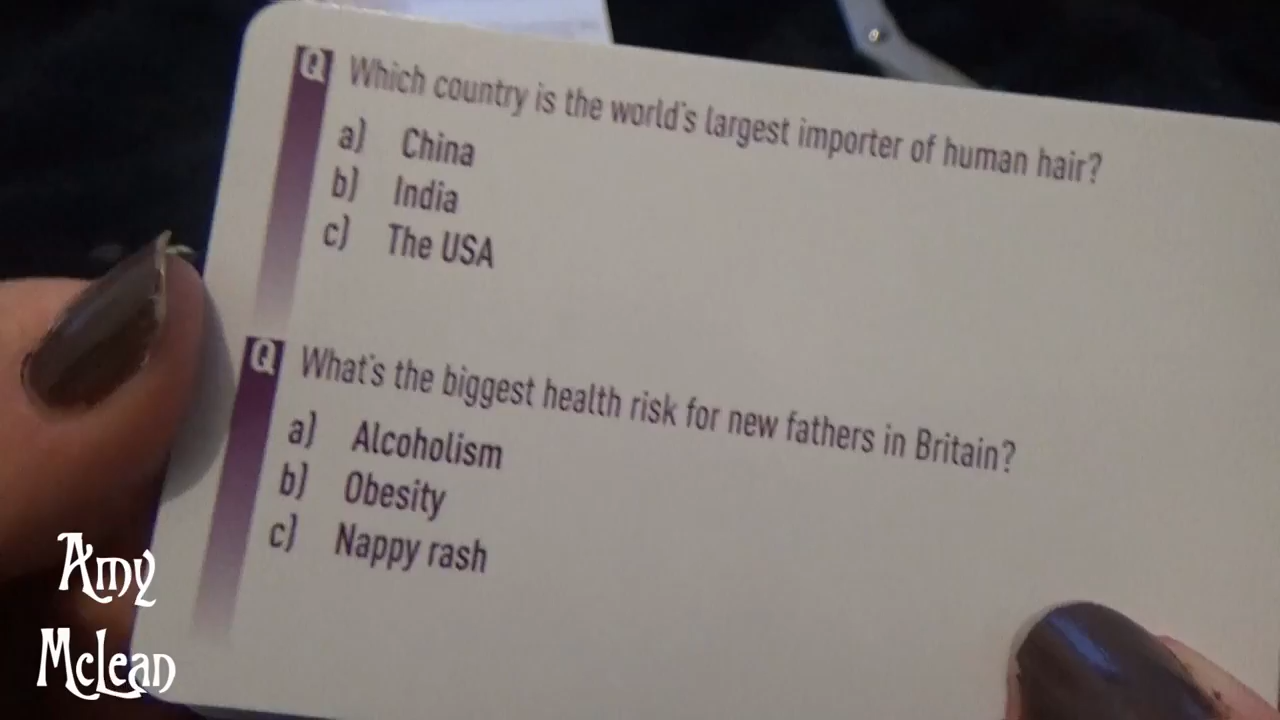 Q Which country is the world's largest importer of human hair?
a) China
b) India
c) The USA
Q What's the biggest health risk for new fathers in Britain?
a) Alcoholism
b) Obesity
c) Nappy rash
Amy
McLean